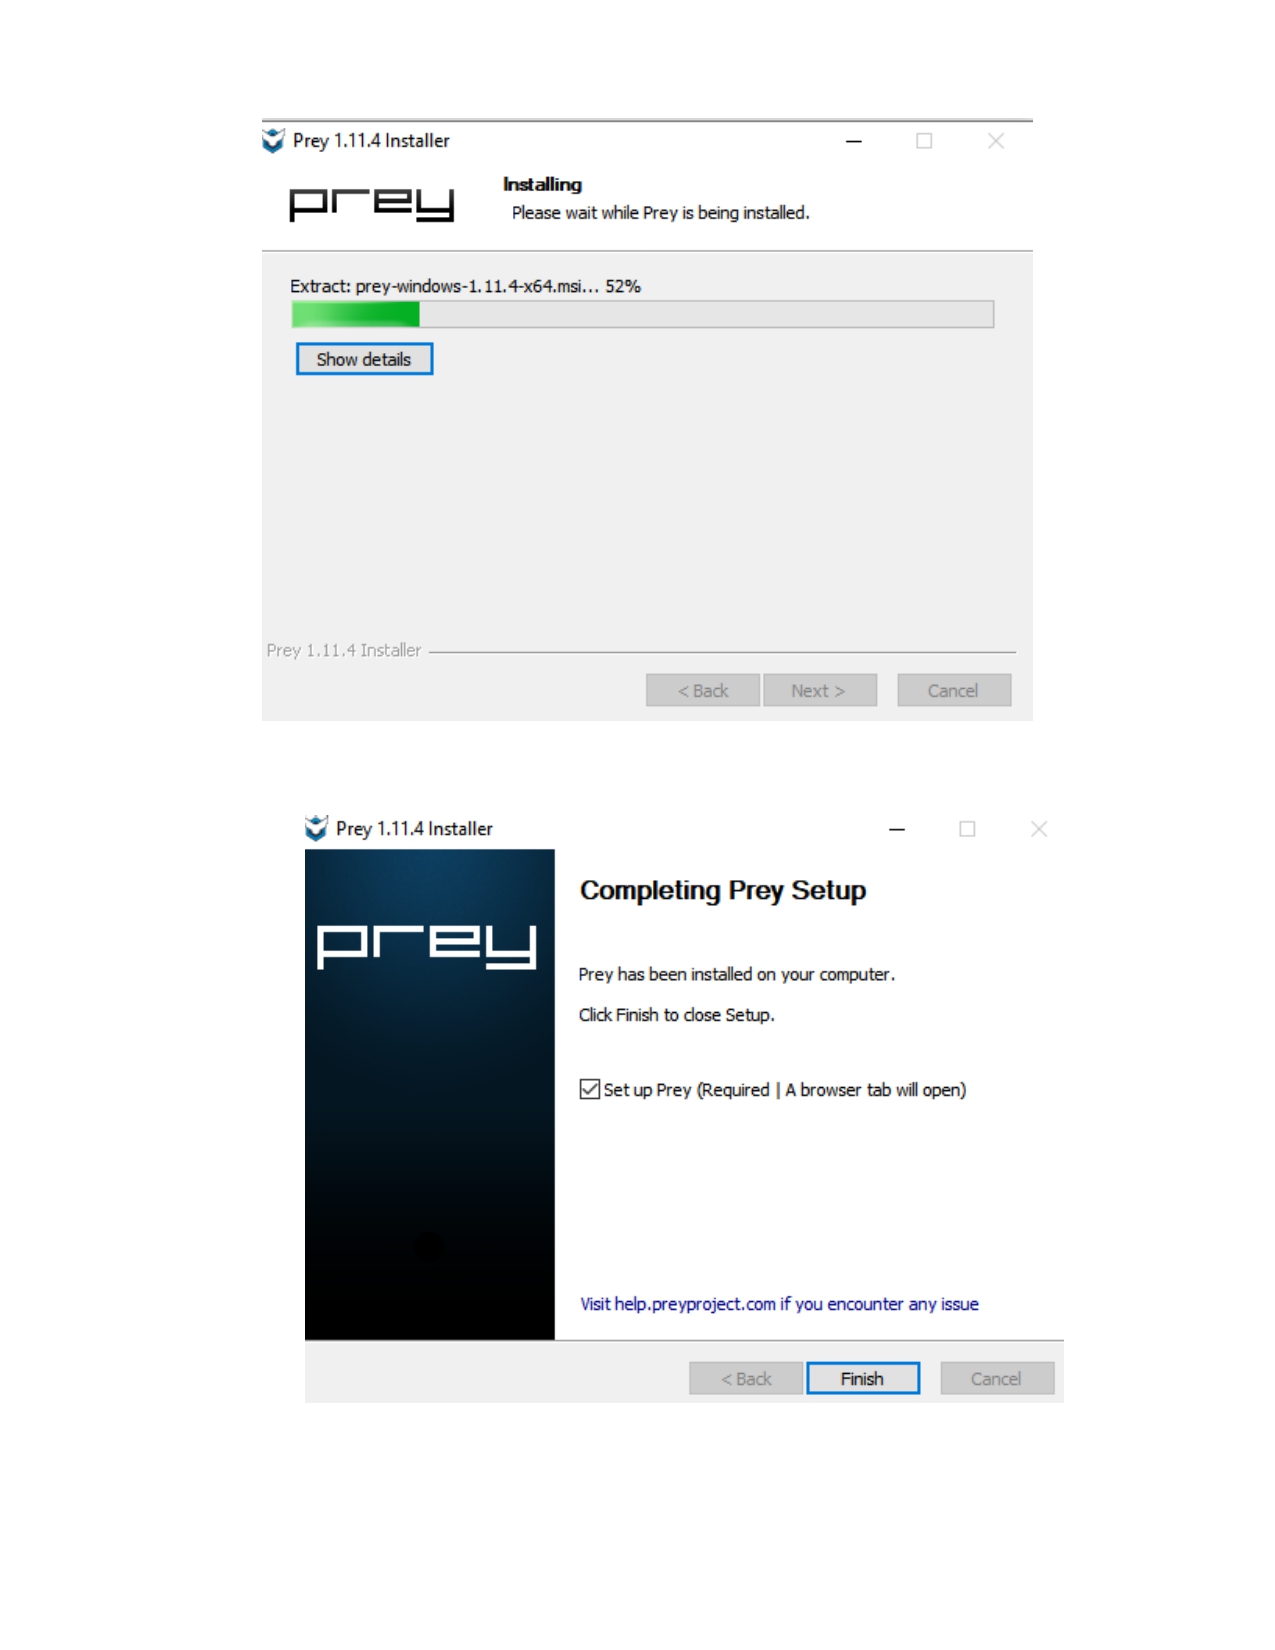 Prey 1.11.4 Installer
prey
Installing
Please wait while Prey is being installed.
Extract: prey-windows-1.11.4-x64.msi... 52%
Show details
Prey 1.11.4 Installer
< Back Next > Cancel
Prey 1.11.4 Installer
prey
Completing Prey Setup
Prey has been installed on your computer.
Click Finish to close Setup.
Set up Prey (Required | A browser tab will open)
Visit help.preyproject.com if you encounter any issue
< Back Finish Cancel